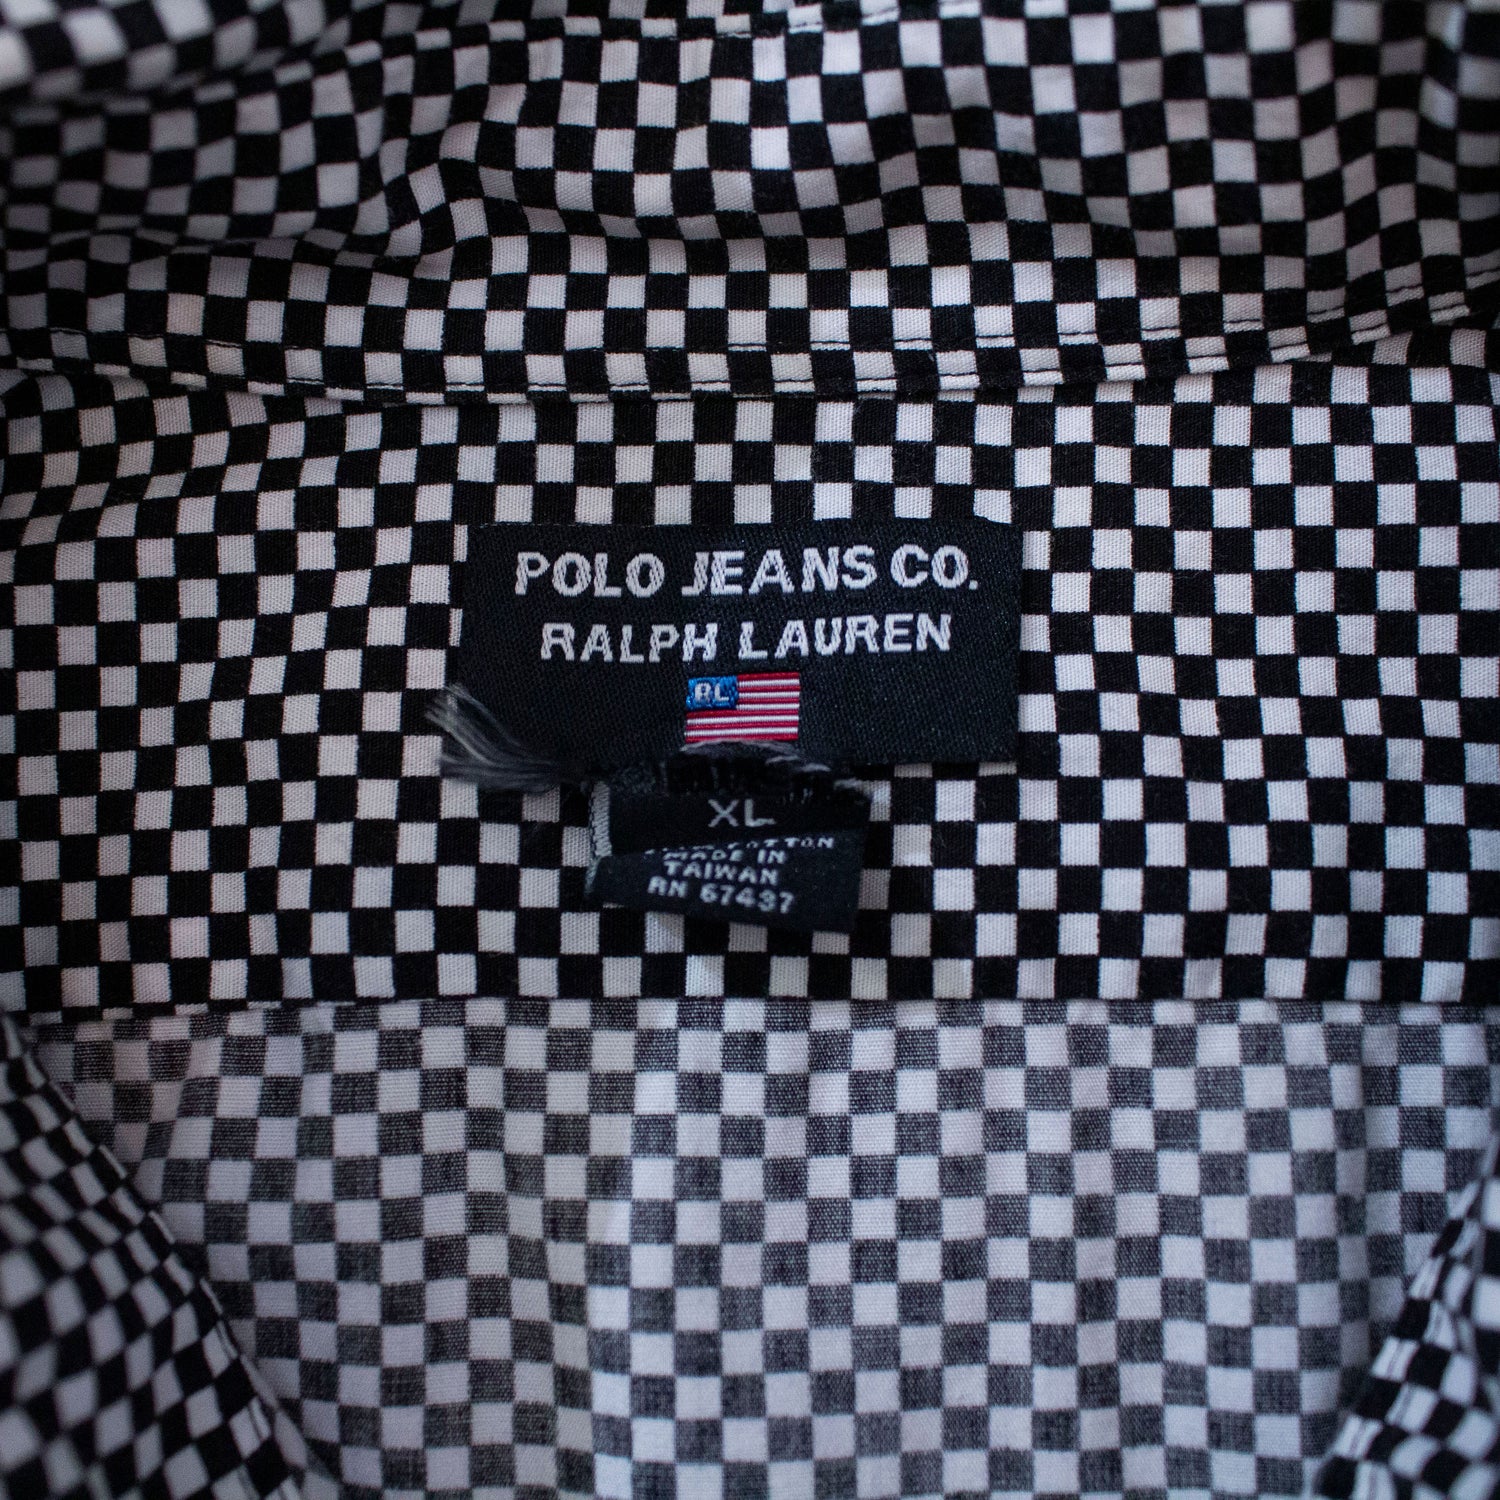 POLO JEANS CO.
RALPH LAUREN
RL
XL
COTTON
MADE IN
TAIWAN
RN 67437